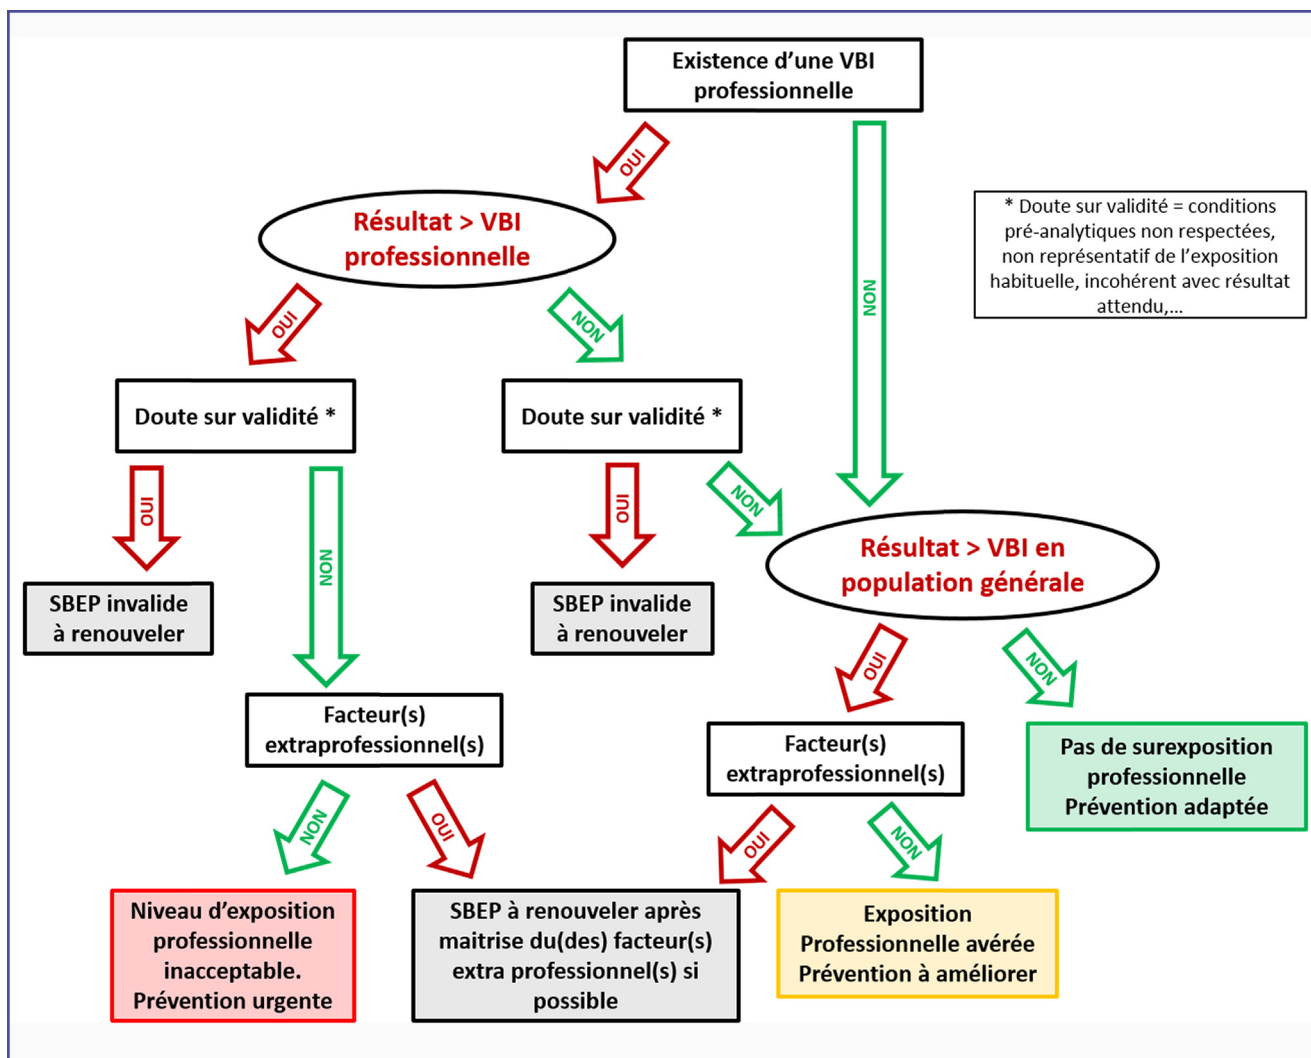 Existence d’une VBI
professionnelle
OUI
NON
Résultat > VBI
professionnelle
* Doute sur validité = conditions
pré-analytiques non respectées,
non représentatif de l’exposition
habituelle, incohérent avec résultat
attendu,...
OUI
NON
Doute sur validité *
Doute sur validité *
OUI
NON
OUI
NON
Résultat > VBI en
population générale
SBEP invalide
à renouveler
SBEP invalide
à renouveler
OUI
NON
Facteur(s)
extraprofessionnel(s)
Facteur(s)
extraprofessionnel(s)
Pas de surexposition
professionnelle
Prévention adaptée
NON
OUI
OUI
NON
Niveau d’exposition
professionnelle
inacceptable.
Prévention urgente
SBEP à renouveler après
maitrise du(des) facteur(s)
extra professionnel(s) si
possible
Exposition
Professionnelle avérée
Prévention à améliorer